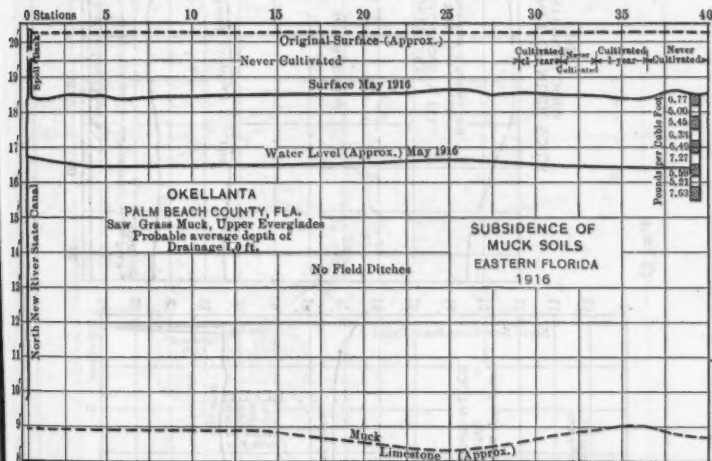 0 Stations 5 10 15 20 25 30 35 40
20
19
18
17
16
15
14
13
12
11
10
9
8
Spoil Bank
North New River State Canal
Original Surface (Approx.)
Never Cultivated
Cultivated
1 year
Never
Cultivated
Cultivated
1 year
Never
Cultivated
Surface May 1916
Water Level (Approx.) May 1916
Pounds per Cubic Foot
6.77
6.00
5.45
6.33
6.49
7.27
5.59
5.21
7.63
OKELLANTA
PALM BEACH COUNTY, FLA.
Saw Grass Muck, Upper Everglades
Probable average depth of
Drainage 1.0 ft.
SUBSIDENCE OF
MUCK SOILS
EASTERN FLORIDA
1916
No Field Ditches
Muck
Limestone (Approx.)